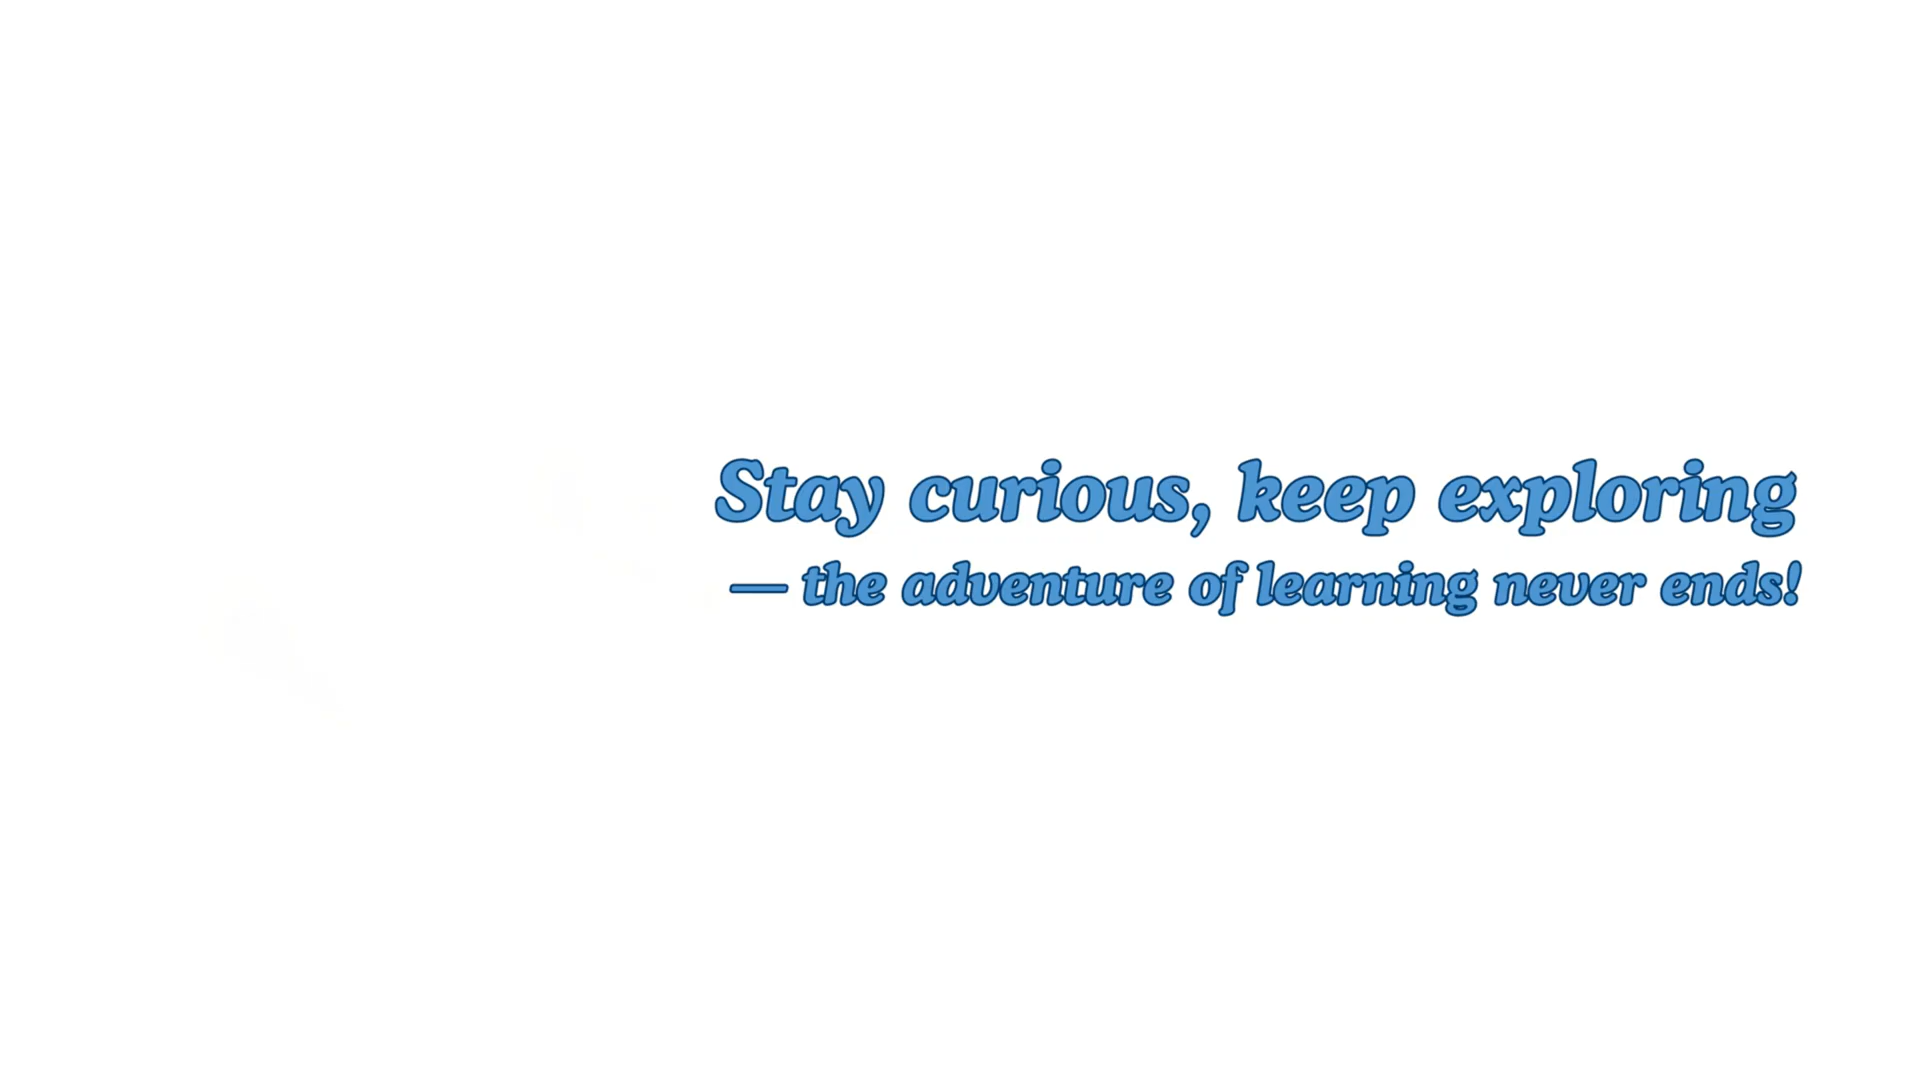 Stay curious, keep exploring
— the adventure of learning never ends!